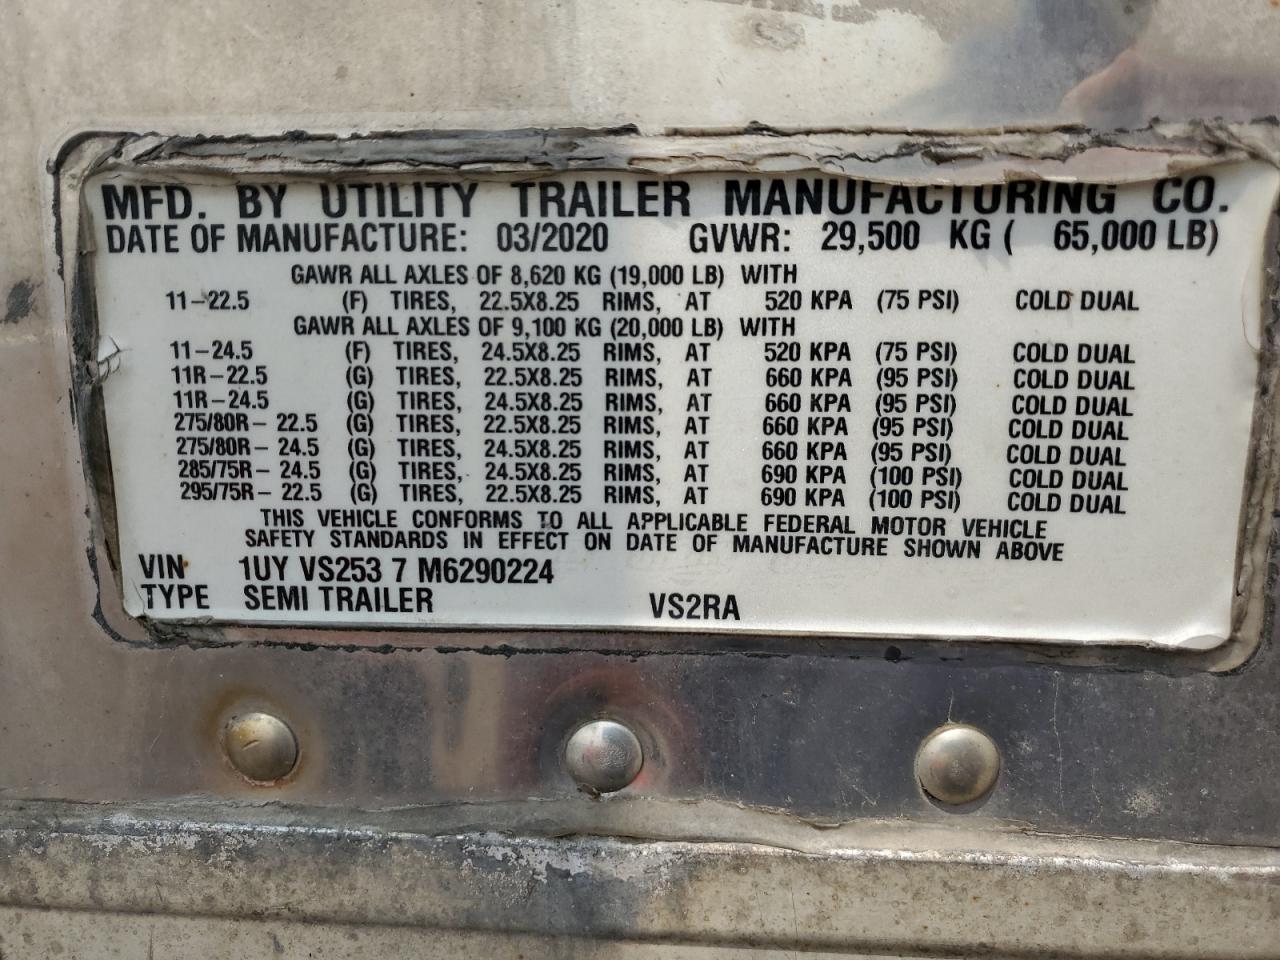 MFD. BY UTILITY TRAILER MANUFACTURING CO.
DATE OF MANUFACTURE: 03/2020 GVWR: 29,500 KG ( 65,000 LB)
GAWR ALL AXLES OF 8,620 KG (19,000 LB) WITH
11-22.5 (F) TIRES, 22.5X8.25 RIMS, AT 520 KPA (75 PSI) COLD DUAL
GAWR ALL AXLES OF 9,100 KG (20,000 LB) WITH
11-24.5 (F) TIRES, 24.5X8.25 RIMS, AT 520 KPA (75 PSI) COLD DUAL
11R-22.5 (G) TIRES, 22.5X8.25 RIMS, AT 660 KPA (95 PSI) COLD DUAL
11R-24.5 (G) TIRES, 24.5X8.25 RIMS, AT 660 KPA (95 PSI) COLD DUAL
275/80R- 22.5 (G) TIRES, 22.5X8.25 RIMS, AT 660 KPA (95 PSI) COLD DUAL
275/80R- 24.5 (G) TIRES, 24.5X8.25 RIMS, AT 660 KPA (95 PSI) COLD DUAL
285/75R- 24.5 (G) TIRES, 24.5X8.25 RIMS, AT 690 KPA (100 PSI) COLD DUAL
295/75R- 22.5 (G) TIRES, 22.5X8.25 RIMS, AT 690 KPA (100 PSI) COLD DUAL
THIS VEHICLE CONFORMS TO ALL APPLICABLE FEDERAL MOTOR VEHICLE
SAFETY STANDARDS IN EFFECT ON DATE OF MANUFACTURE SHOWN ABOVE
VIN 1UY VS253 7 M6290224
TYPE SEMI TRAILER VS2RA